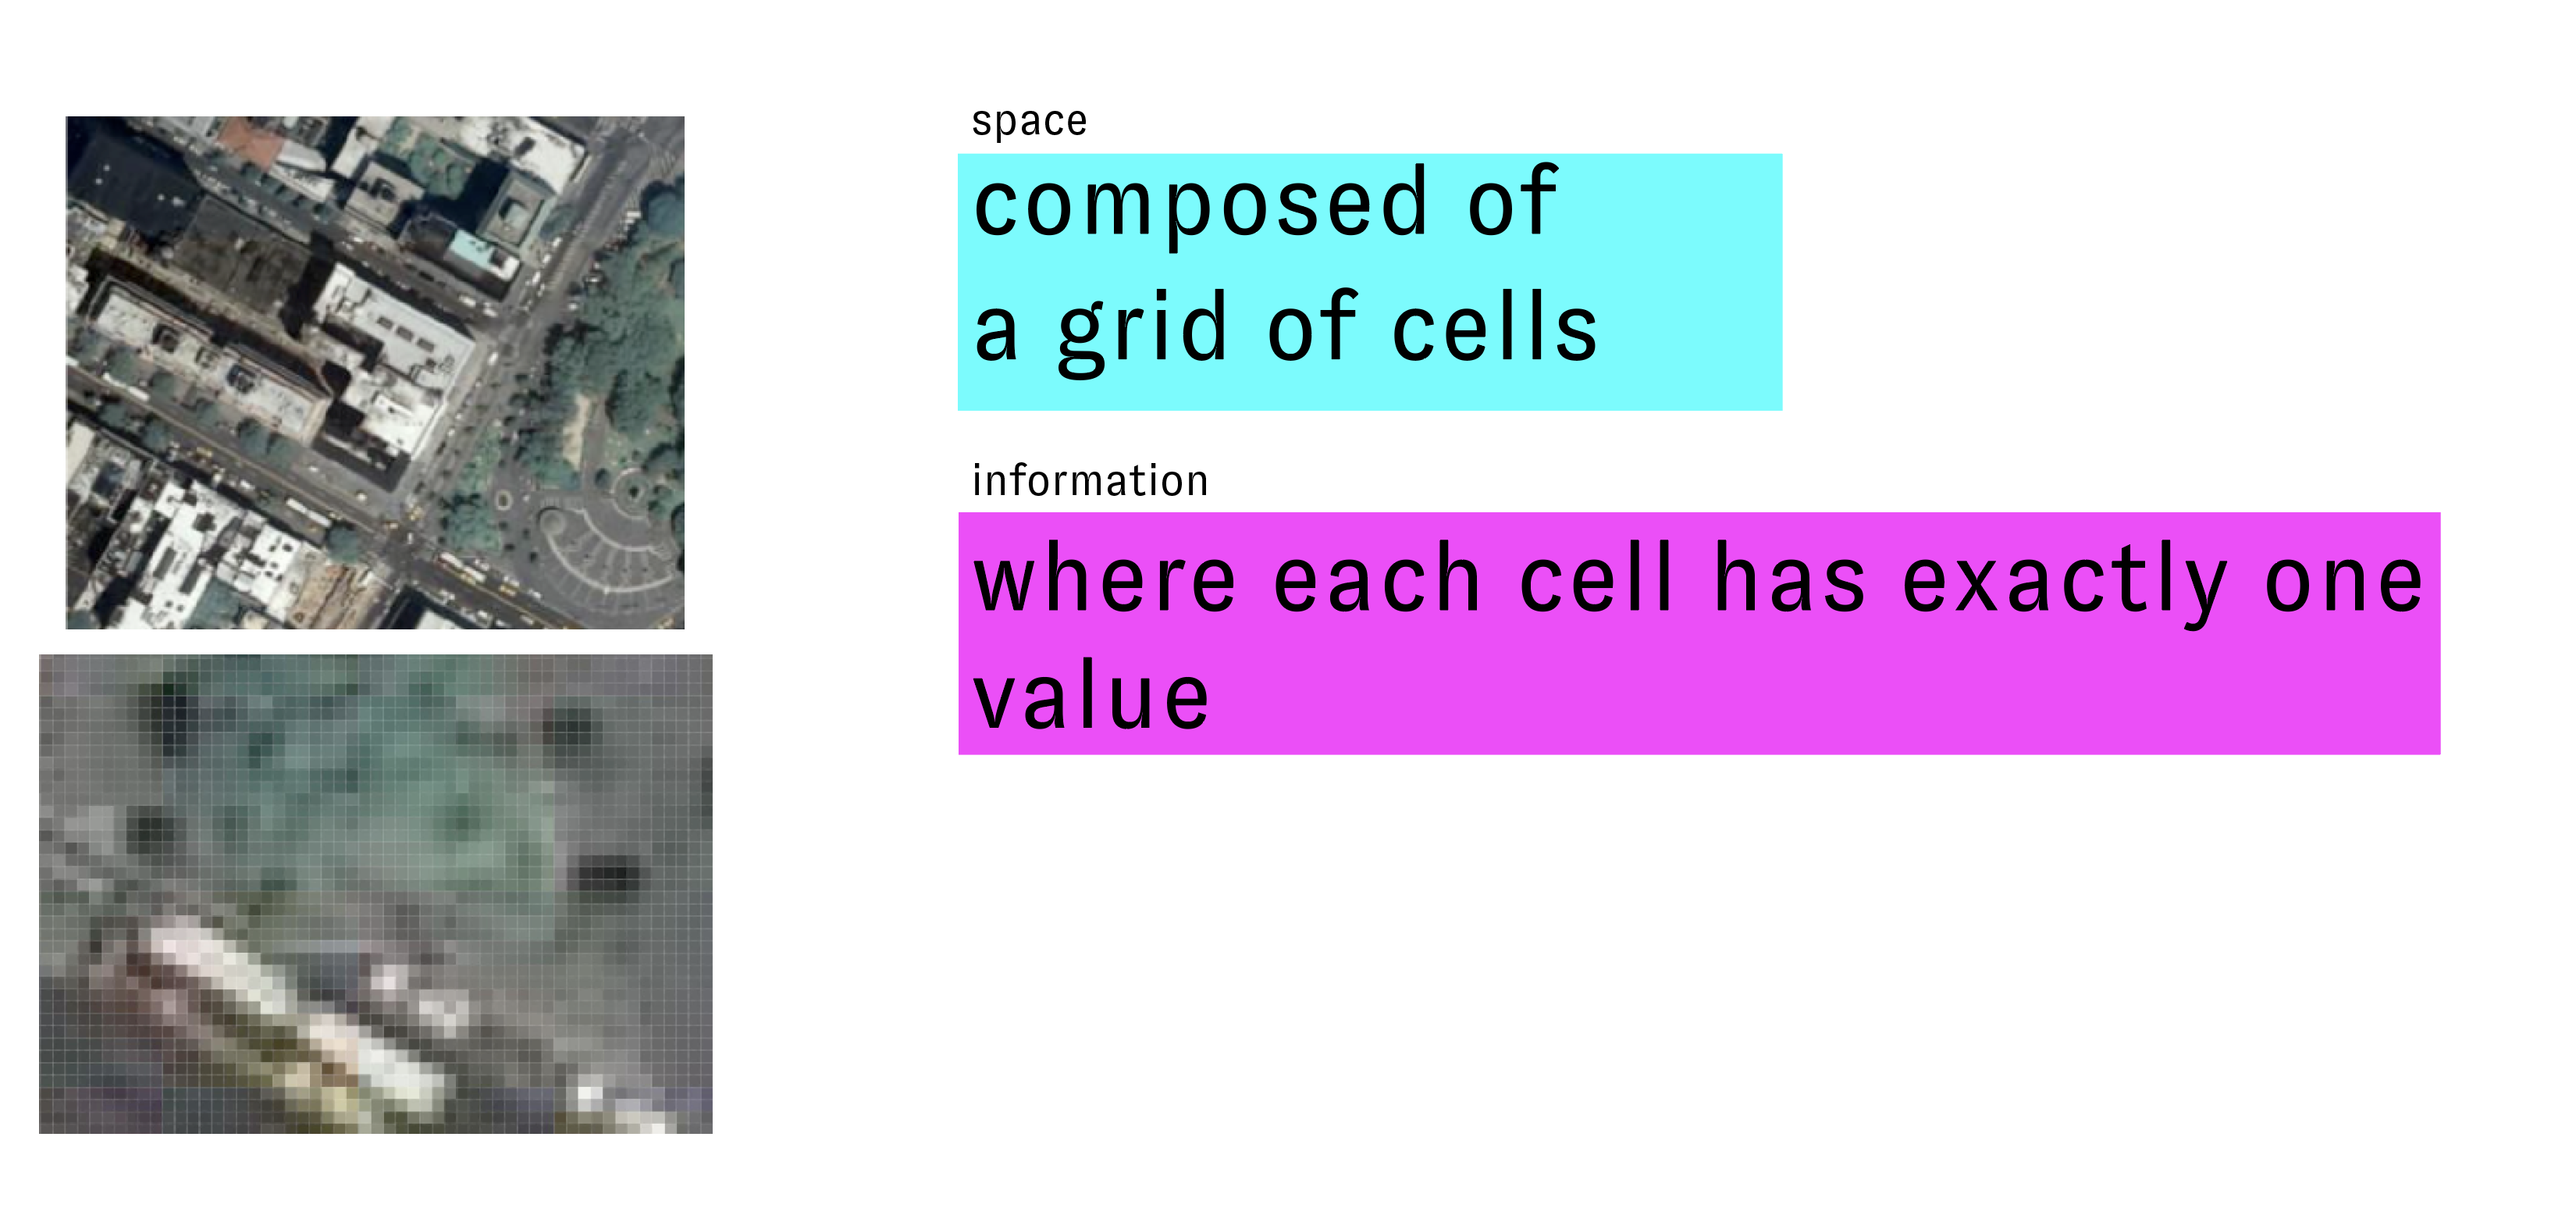 space
composed of
a grid of cells
information
where each cell has exactly one
value